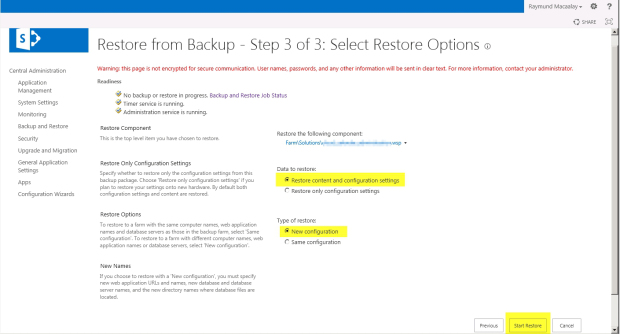 Raymund Macaalay
?
SHARE
S
Restore from Backup - Step 3 of 3: Select Restore Options
Warning: this page is not encrypted for secure communication. User names, passwords, and any other information will be sent in clear text. For more information, contact your administrator.
Central Administration
Application
Management
System Settings
Monitoring
Backup and Restore
Security
Upgrade and Migration
General Application
Settings
Apps
Configuration Wizards
Readiness
No backup or restore in progress. Backup and Restore Job Status
Timer service is running.
Administration service is running.
Restore Component
This is the top level item you have chosen to restore.
Restore the following component:
Farm\Solutions\
Restore Only Configuration Settings
Specify whether to restore only the configuration settings from this
backup package. Choose 'Restore only configuration settings' if you
plan to restore your settings onto new hardware. By default both
configuration settings and content are restored.
Data to restore:
Restore content and configuration settings
Restore only configuration settings
Restore Options
To restore to a farm with the same computer names, web application
names and database servers as those in the backup farm, select 'Same
configuration'. To restore to a farm with different computer names, web
application names or database servers, select 'New configuration'.
Type of restore:
New configuration
Same configuration
New Names
If you choose to restore with a 'New configuration', you must specify
new web application URLs and names, new database and database
server names, and the new directory names where database files are
located.
Previous
Start Restore
Cancel